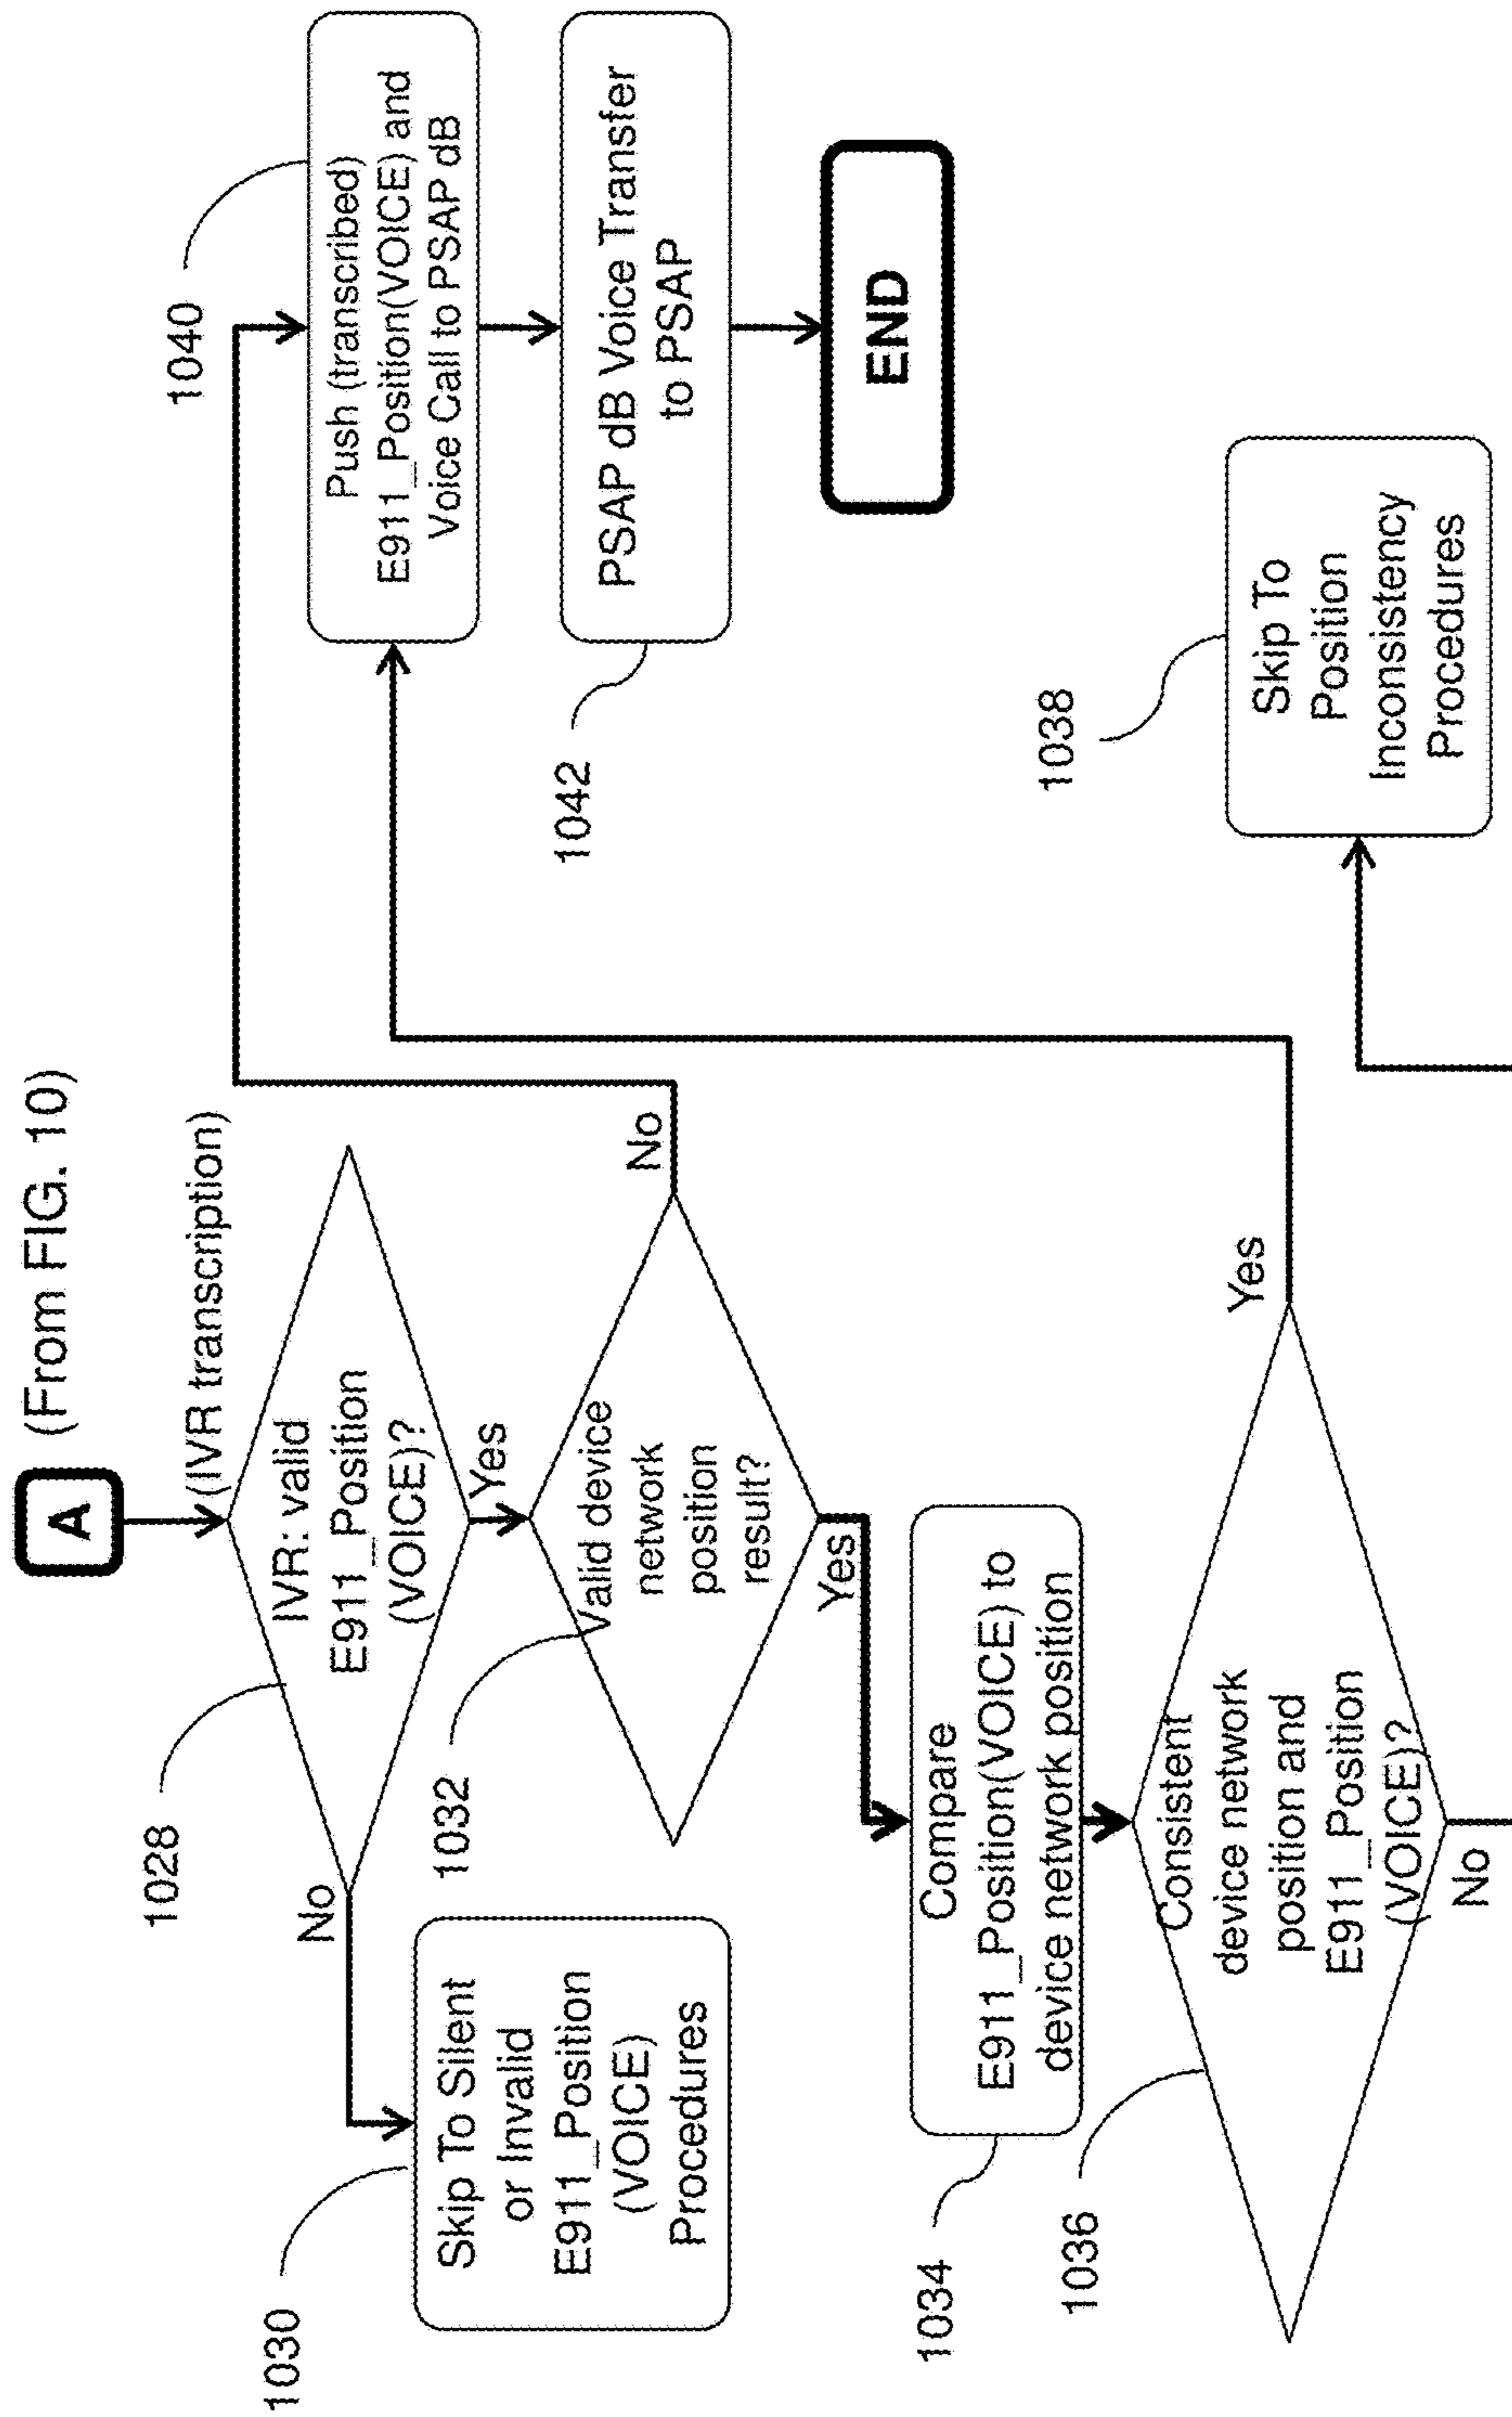 A
(From FIG. 10)
(IVR transcription)
1028
IVR: valid
E911_Position
(VOICE)?
No
Yes
1030
Skip To Silent
or Invalid
E911_Position
(VOICE)
Procedures
1032
Valid device
network
position
result?
No
Yes
1034
Compare
E911_Position(VOICE) to
device network position
1036
Consistent
device network
position and
E911_Position
(VOICE)?
Yes
No
1038
Skip To
Position
Inconsistency
Procedures
1040
Push (transcribed)
E911_Position(VOICE) and
Voice Call to PSAP dB
1042
PSAP dB Voice Transfer
to PSAP
END